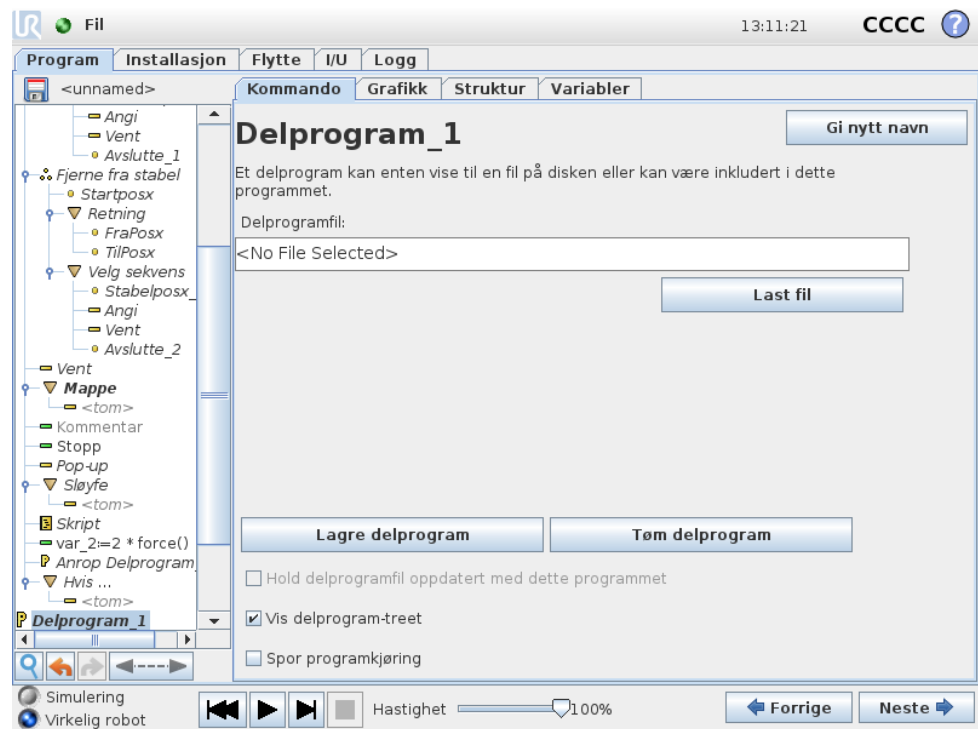 UR Fil 13:11:21 CCCC ?
Program Installasjon Flytte I/U Logg
<unnamed>
Kommando Grafikk Struktur Variabler
Angi
Vent
Avslutte_1
Fjerne fra stabel
Startposx
Retning
FraPosx
TilPosx
Velg sekvens
Stabelposx_
Angi
Vent
Avslutte_2
Vent
Mappe
<tom>
Kommentar
Stopp
Pop-up
Sløyfe
<tom>
Skript
var_2:=2 * force()
Anrop Delprogram_
Hvis ...
<tom>
Delprogram_1
Delprogram_1
Gi nytt navn
Et delprogram kan enten vise til en fil på disken eller kan være inkludert i dette
programmet.
Delprogramfil:
<No File Selected>
Last fil
Lagre delprogram Tøm delprogram
Hold delprogramfil oppdatert med dette programmet
Vis delprogram-treet
Spor programkjøring
Simulering
Virkelig robot
Hastighet 100%
Forrige Neste